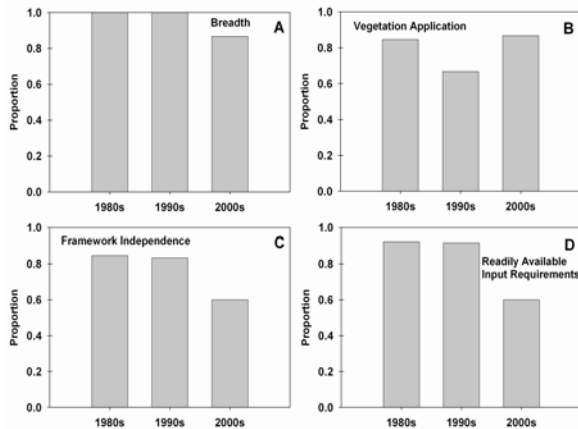 Breadth
A
Proportion
1.0
0.8
0.6
0.4
0.2
0.0
1980s 1990s 2000s
Vegetation Application
B
Proportion
1.0
0.8
0.6
0.4
0.2
0.0
1980s 1990s 2000s
Framework Independence
C
Proportion
1.0
0.8
0.6
0.4
0.2
0.0
1980s 1990s 2000s
D
Readily Available
Input Requirements
Proportion
1.0
0.8
0.6
0.4
0.2
0.0
1980s 1990s 2000s